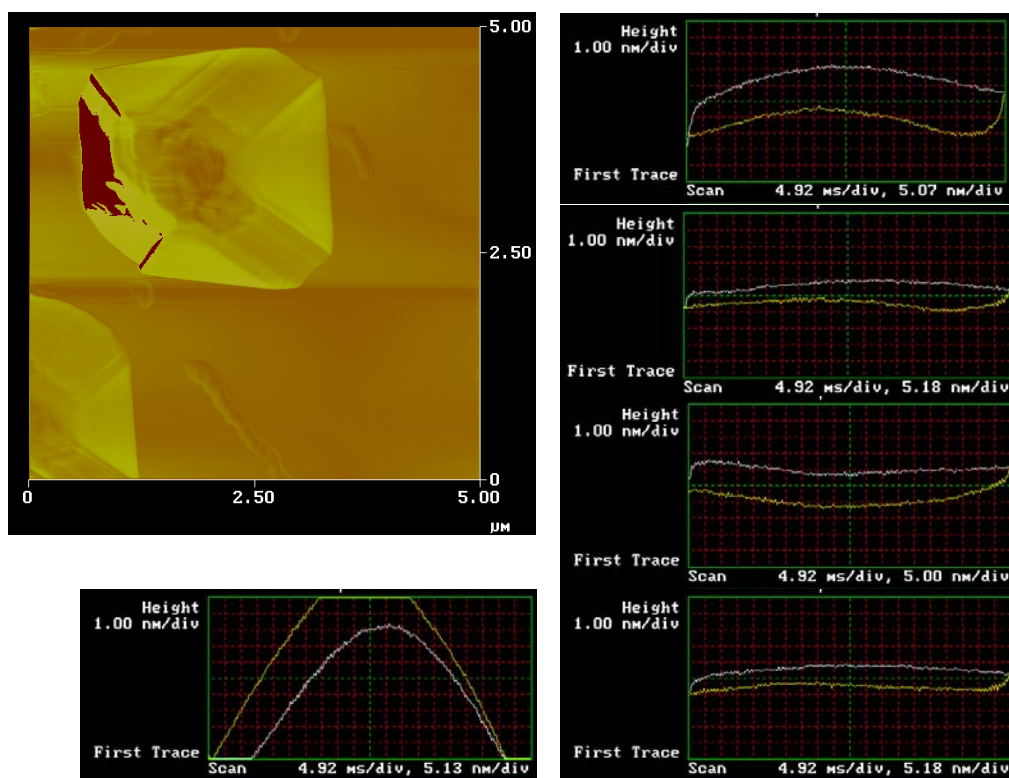 5.00
2.50
0
0
2.50
5.00
μM
Height
1.00 nM/div
First Trace
Scan 4.92 ms/div, 5.07 nM/div
Height
1.00 nM/div
First Trace
Scan 4.92 ms/div, 5.18 nM/div
Height
1.00 nM/div
First Trace
Scan 4.92 ms/div, 5.00 nM/div
Height
1.00 nM/div
First Trace
Scan 4.92 ms/div, 5.13 nM/div
Height
1.00 nM/div
First Trace
Scan 4.92 ms/div, 5.18 nM/div